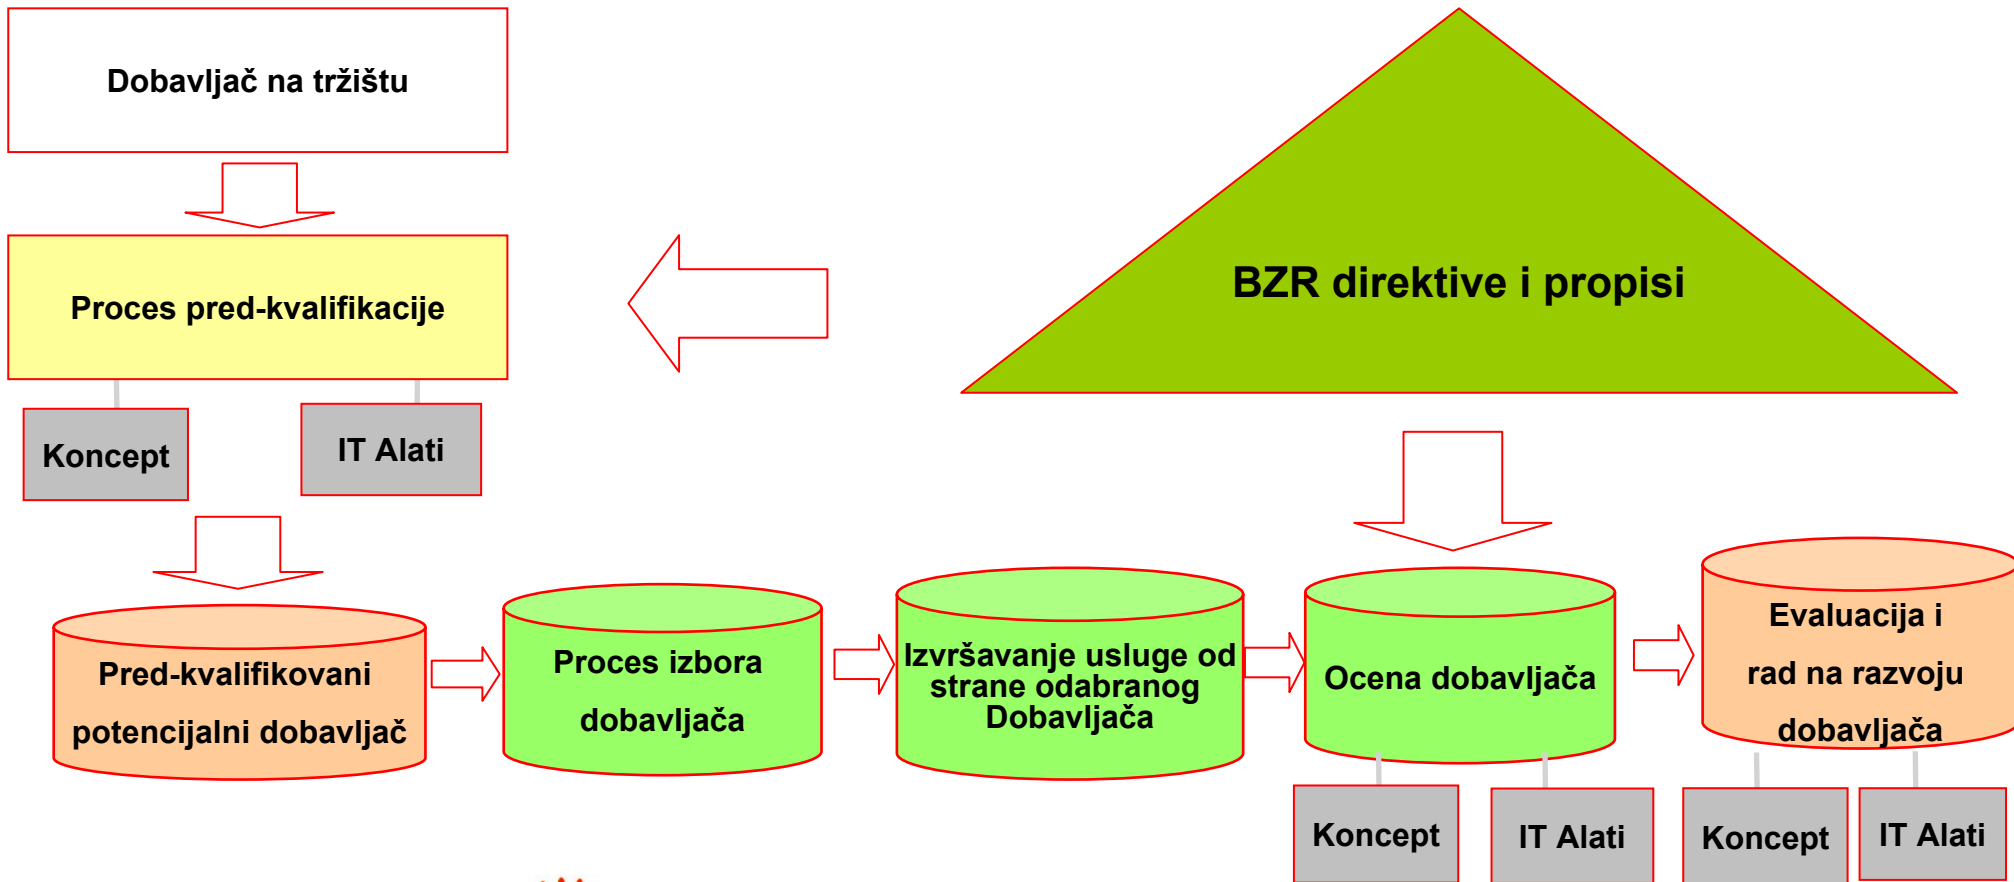 Dobavljač na tržištu
BZR direktive i propisi
Proces pred-kvalifikacije
Koncept
IT Alati
Pred-kvalifikovani
potencijalni dobavljač
Proces izbora
dobavljača
Izvršavanje usluge od
strane odabranog
Dobavljača
Ocena dobavljača
Evaluacija i
rad na razvoju
dobavljača
Koncept
IT Alati
Koncept
IT Alati